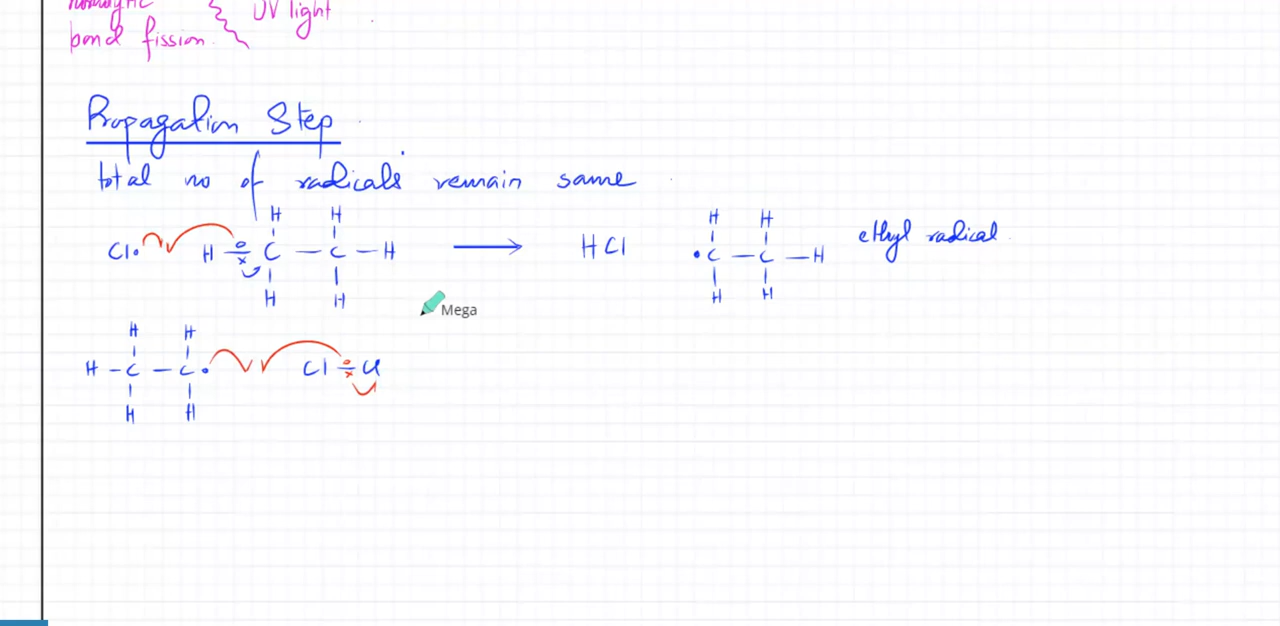 UV light
bond fission
Propagation Step
total no of radicals remain same
H H
Cl• H C — C — H → HCl •C — C — H ethyl radical
H H H H
Mega
H H
H – C — C• Cl Cl
H H